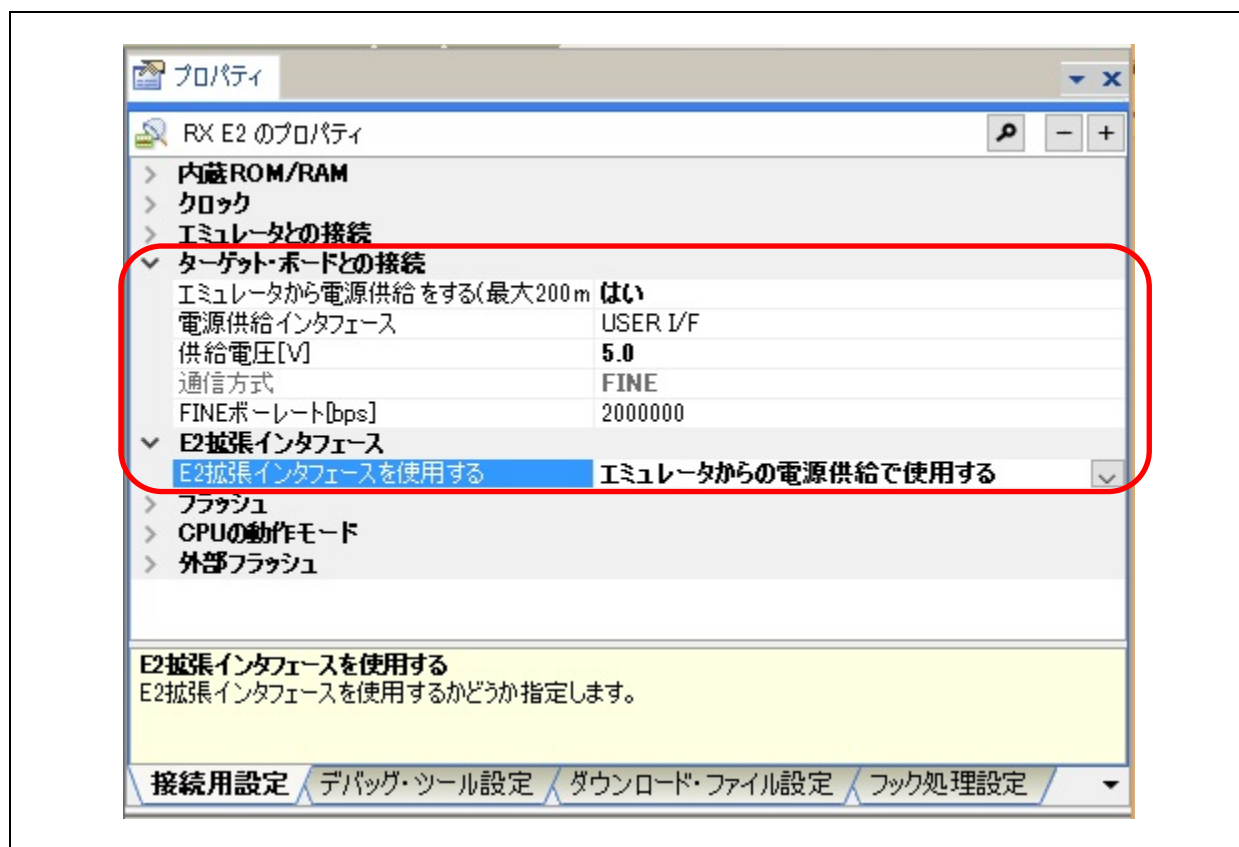 プロパティ
RX E2 のプロパティ
内蔵ROM/RAM
クロック
エミュレータとの接続
ターゲット・ボードとの接続
エミュレータから電源供給をする(最大200m はい
電源供給インタフェース USER I/F
供給電圧[V] 5.0
通信方式 FINE
FINEボーレート[bps] 2000000
E2拡張インタフェース
E2拡張インタフェースを使用する エミュレータからの電源供給で使用する
フラッシュ
CPUの動作モード
外部フラッシュ
E2拡張インタフェースを使用する
E2拡張インタフェースを使用するかどうか指定します。
接続用設定 デバッグ・ツール設定 ダウンロード・ファイル設定 フック処理設定